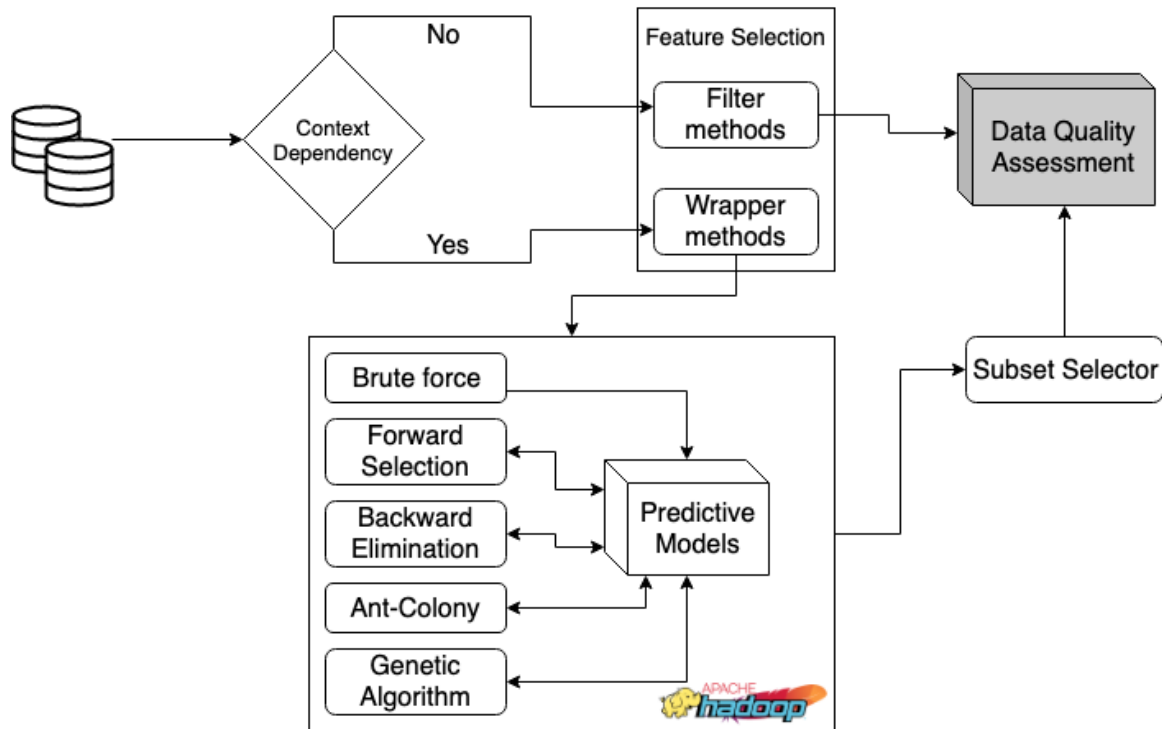 No
Feature Selection
Context
Dependency
Filter
methods
Data Quality
Assessment
Yes
Wrapper
methods
Brute force
Subset Selector
Forward
Selection
Predictive
Models
Backward
Elimination
Ant-Colony
Genetic
Algorithm
APACHE
hadoop